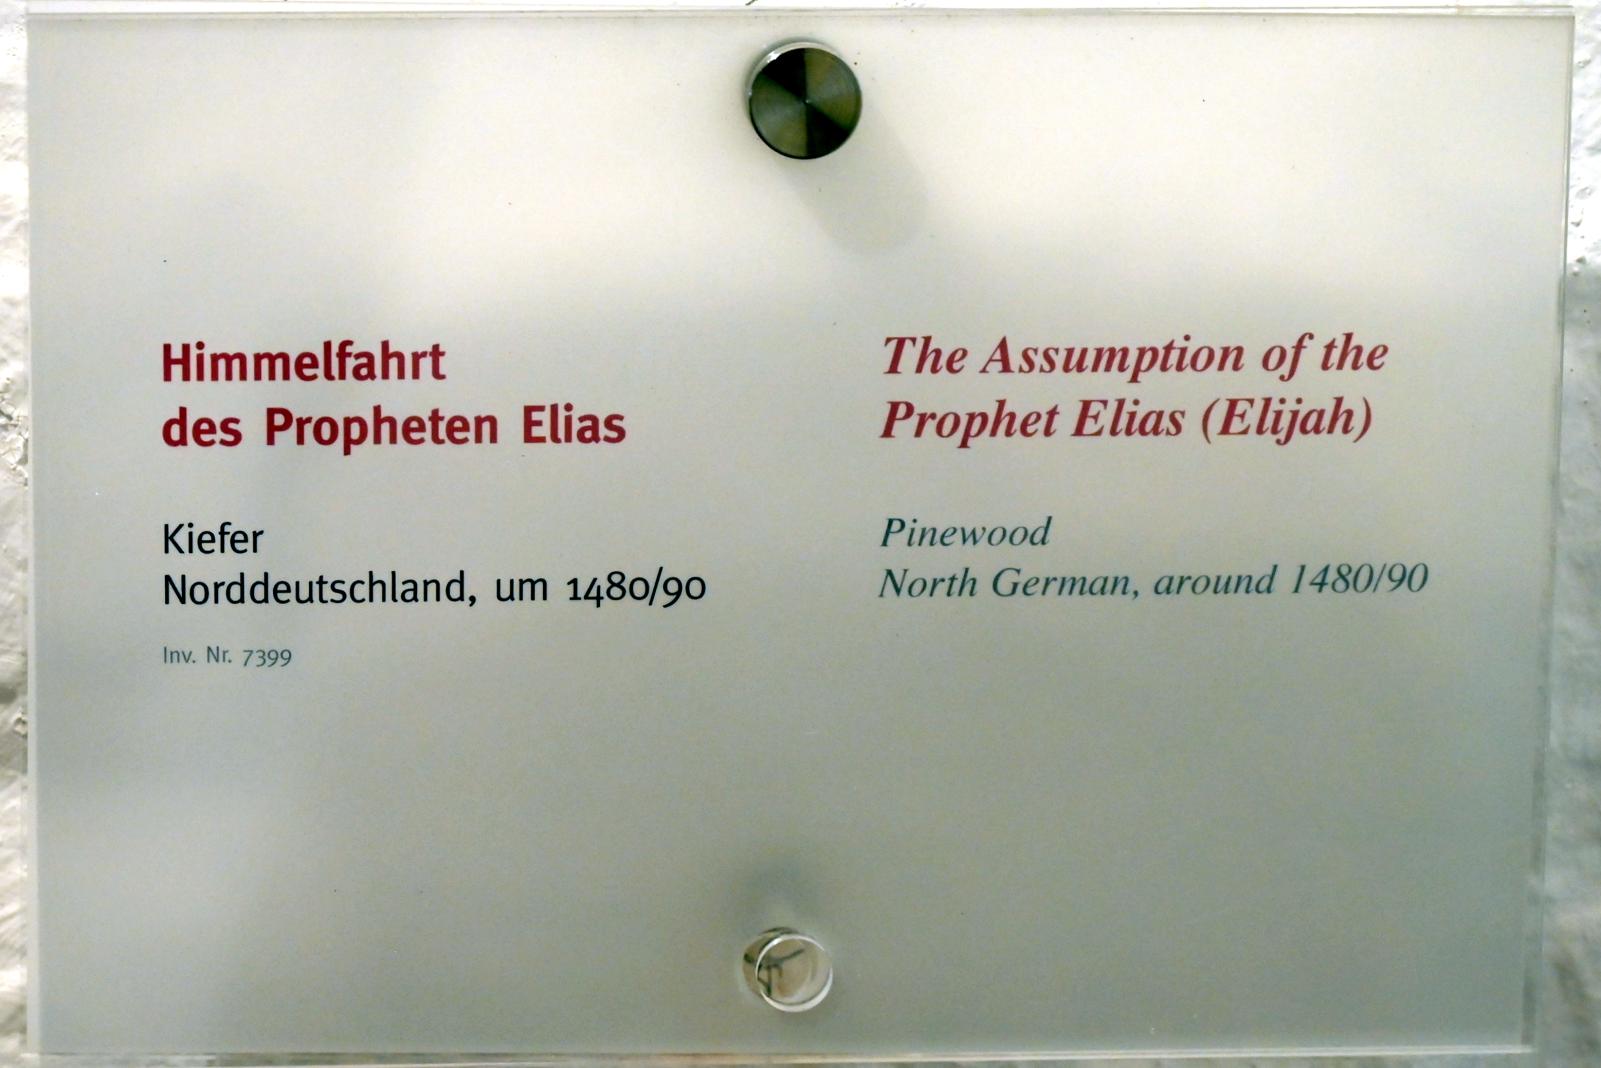 Himmelfahrt
des Propheten Elias
Kiefer
Norddeutschland, um 1480/90
Inv. Nr. 7399
The Assumption of the
Prophet Elias (Elijah)
Pinewood
North German, around 1480/90